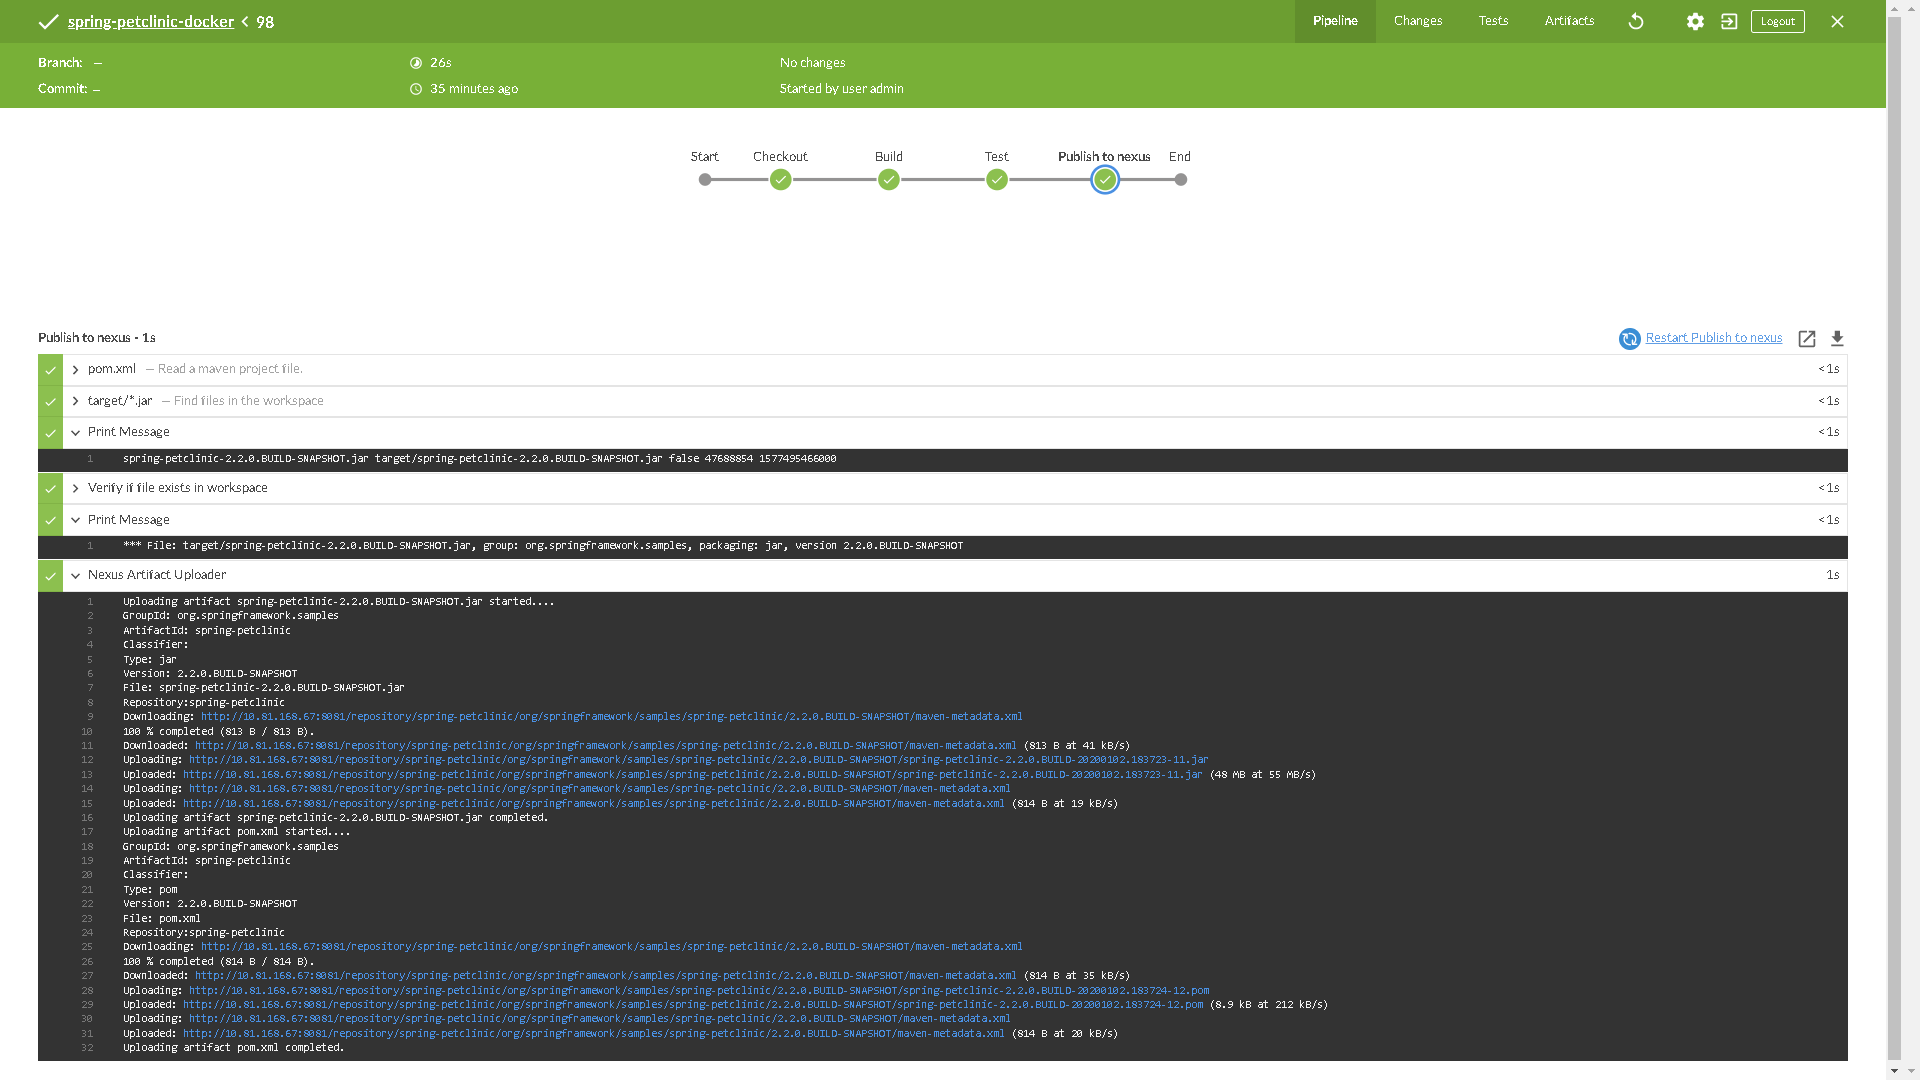 spring-petclinic-docker < 98
Pipeline Changes Tests Artifacts Logout
Branch: — 26s No changes
Commit: — 35 minutes ago Started by user admin
Start Checkout Build Test Publish to nexus End
Publish to nexus - 1s Restart Publish to nexus
pom.xml — Read a maven project file. <1s
target/*.jar — Find files in the workspace <1s
Print Message <1s
1 spring-petclinic-2.2.0.BUILD-SNAPSHOT.jar target/spring-petclinic-2.2.0.BUILD-SNAPSHOT.jar false 47688854 1577495466000
Verify if file exists in workspace <1s
Print Message <1s
1 *** File: target/spring-petclinic-2.2.0.BUILD-SNAPSHOT.jar, group: org.springframework.samples, packaging: jar, version 2.2.0.BUILD-SNAPSHOT
Nexus Artifact Uploader 1s
1 Uploading artifact spring-petclinic-2.2.0.BUILD-SNAPSHOT.jar started....
2 GroupId: org.springframework.samples
3 ArtifactId: spring-petclinic
4 Classifier:
5 Type: jar
6 Version: 2.2.0.BUILD-SNAPSHOT
7 File: spring-petclinic-2.2.0.BUILD-SNAPSHOT.jar
8 Repository:spring-petclinic
9 Downloading: http://10.81.168.67:8081/repository/spring-petclinic/org/springframework/samples/spring-petclinic/2.2.0.BUILD-SNAPSHOT/maven-metadata.xml
10 100 % completed (813 B / 813 B).
11 Downloaded: http://10.81.168.67:8081/repository/spring-petclinic/org/springframework/samples/spring-petclinic/2.2.0.BUILD-SNAPSHOT/maven-metadata.xml (813 B at 41 kB/s)
12 Uploading: http://10.81.168.67:8081/repository/spring-petclinic/org/springframework/samples/spring-petclinic/2.2.0.BUILD-SNAPSHOT/spring-petclinic-2.2.0.BUILD-20200102.183723-11.jar
13 Uploaded: http://10.81.168.67:8081/repository/spring-petclinic/org/springframework/samples/spring-petclinic/2.2.0.BUILD-SNAPSHOT/spring-petclinic-2.2.0.BUILD-20200102.183723-11.jar (48 MB at 55 MB/s)
14 Uploading: http://10.81.168.67:8081/repository/spring-petclinic/org/springframework/samples/spring-petclinic/2.2.0.BUILD-SNAPSHOT/maven-metadata.xml
15 Uploaded: http://10.81.168.67:8081/repository/spring-petclinic/org/springframework/samples/spring-petclinic/2.2.0.BUILD-SNAPSHOT/maven-metadata.xml (814 B at 19 kB/s)
16 Uploading artifact spring-petclinic-2.2.0.BUILD-SNAPSHOT.jar completed.
17 Uploading artifact pom.xml started....
18 GroupId: org.springframework.samples
19 ArtifactId: spring-petclinic
20 Classifier:
21 Type: pom
22 Version: 2.2.0.BUILD-SNAPSHOT
23 File: pom.xml
24 Repository:spring-petclinic
25 Downloading: http://10.81.168.67:8081/repository/spring-petclinic/org/springframework/samples/spring-petclinic/2.2.0.BUILD-SNAPSHOT/maven-metadata.xml
26 100 % completed (814 B / 814 B).
27 Downloaded: http://10.81.168.67:8081/repository/spring-petclinic/org/springframework/samples/spring-petclinic/2.2.0.BUILD-SNAPSHOT/maven-metadata.xml (814 B at 35 kB/s)
28 Uploading: http://10.81.168.67:8081/repository/spring-petclinic/org/springframework/samples/spring-petclinic/2.2.0.BUILD-SNAPSHOT/spring-petclinic-2.2.0.BUILD-20200102.183724-12.pom
29 Uploaded: http://10.81.168.67:8081/repository/spring-petclinic/org/springframework/samples/spring-petclinic/2.2.0.BUILD-SNAPSHOT/spring-petclinic-2.2.0.BUILD-20200102.183724-12.pom (8.9 kB at 212 kB/s)
30 Uploading: http://10.81.168.67:8081/repository/spring-petclinic/org/springframework/samples/spring-petclinic/2.2.0.BUILD-SNAPSHOT/maven-metadata.xml
31 Uploaded: http://10.81.168.67:8081/repository/spring-petclinic/org/springframework/samples/spring-petclinic/2.2.0.BUILD-SNAPSHOT/maven-metadata.xml (814 B at 20 kB/s)
32 Uploading artifact pom.xml completed.